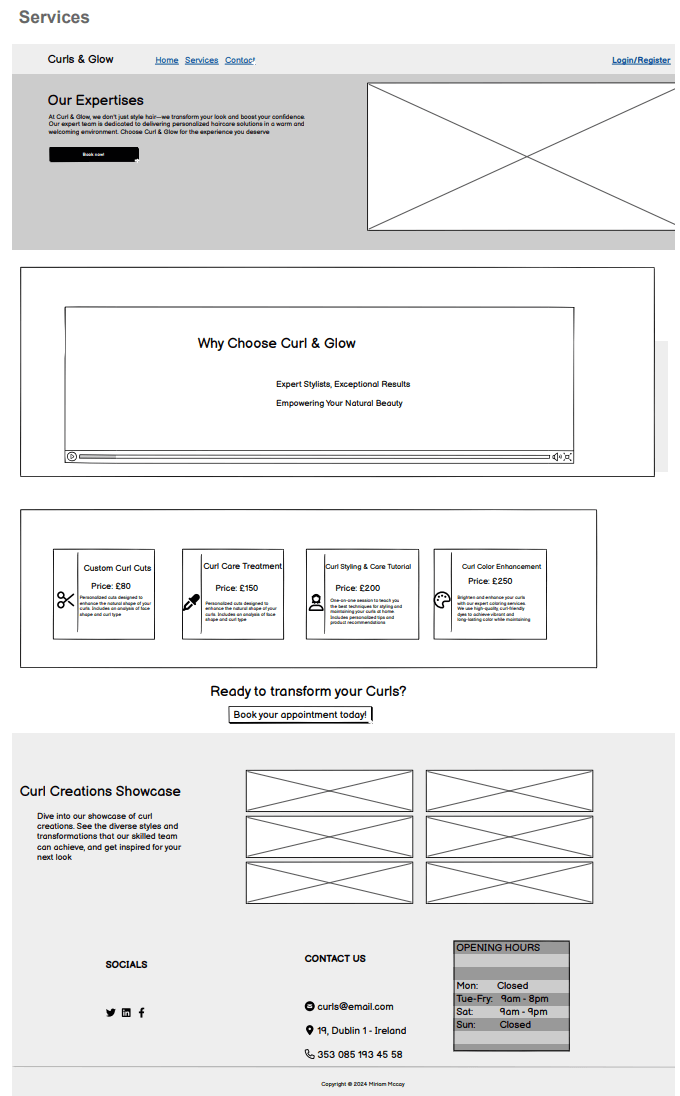 Services
Curls & Glow
Home Services Contact
Login/Register
Our Expertises
At Curl & Glow, we don't just style hair—we transform your look and boost your confidence.
Our expert team is dedicated to delivering personalized haircare solutions in a warm and
welcoming environment. Choose Curl & Glow for the experience you deserve
Book now!
Why Choose Curl & Glow
Expert Stylists, Exceptional Results
Empowering Your Natural Beauty
Custom Curl Cuts
Price: £80
Personalized cuts designed to
enhance the natural shape of your
curls. Includes an analysis of face
shape and curl type
Curl Care Treatment
Price: £150
Personalized cuts designed to
enhance the natural shape of your
curls. Includes an analysis of face
shape and curl type
Curl Styling & Care Tutorial
Price: £200
One-on-one session to teach you
the best techniques for styling and
maintaining your curls at home
Includes personalized tips and
product recommendations
Curl Color Enhancement
Price: £250
Brighten and enhance your curls
with our expert coloring services.
We use high-quality, curl-friendly
dyes to achieve vibrant and
long-lasting color while maintaining
Ready to transform your Curls?
Book your appointment today!
Curl Creations Showcase
Dive into our showcase of curl
creations. See the diverse styles and
transformations that our skilled team
can achieve, and get inspired for your
next look
SOCIALS
CONTACT US
curls@email.com
19, Dublin 1 - Ireland
353 085 193 45 58
OPENING HOURS
Mon: Closed
Tue-Fry: 9am - 8pm
Sat: 9am - 9pm
Sun: Closed
Copyright © 2024 Miriam Mccay